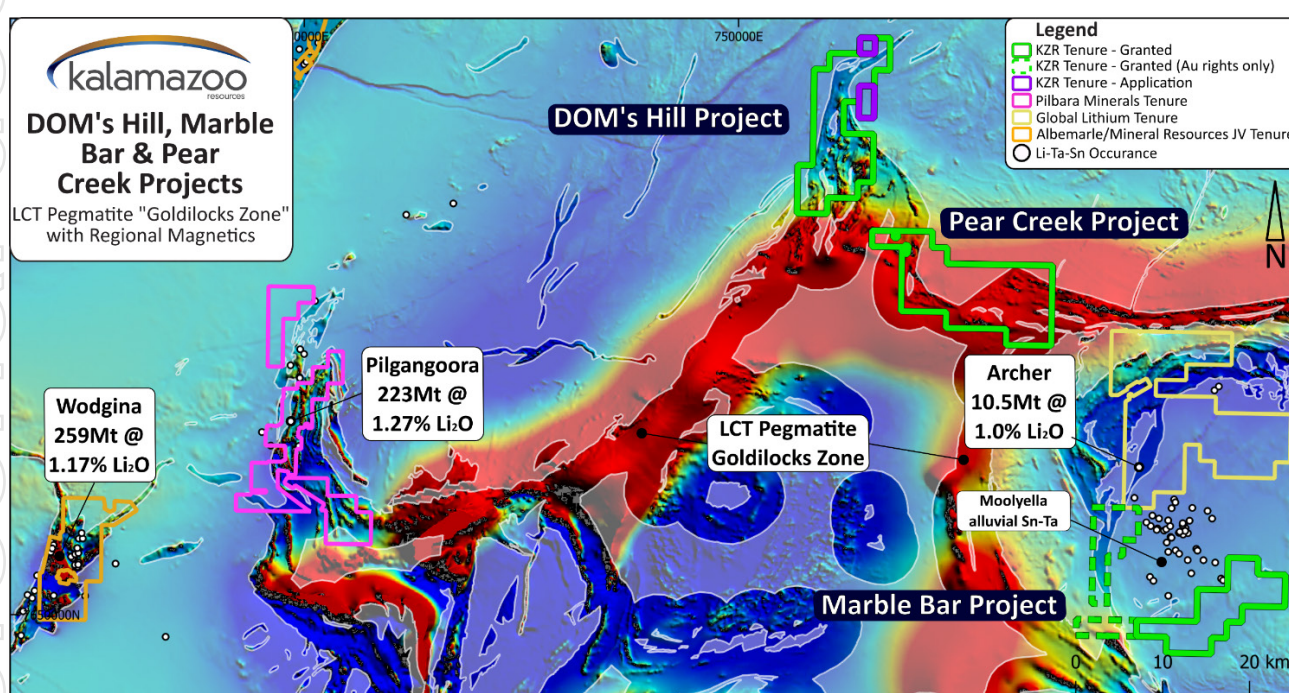 kalamazoo
resources
DOM's Hill, Marble
Bar & Pear
Creek Projects
LCT Pegmatite "Goldilocks Zone"
with Regional Magnetics
0000E
750000E
Legend
KZR Tenure - Granted
KZR Tenure - Granted (Au rights only)
KZR Tenure - Application
Pilbara Minerals Tenure
Global Lithium Tenure
Albemarle/Mineral Resources JV Tenure
Li-Ta-Sn Occurance
DOM's Hill Project
Pear Creek Project
N
Pilgangoora
223Mt @
1.27% Li₂O
Archer
10.5Mt @
1.0% Li₂O
Wodgina
259Mt @
1.17% Li₂O
LCT Pegmatite
Goldilocks Zone
Moolyella
alluvial Sn-Ta
Marble Bar Project
7650000N
0 10 20 km